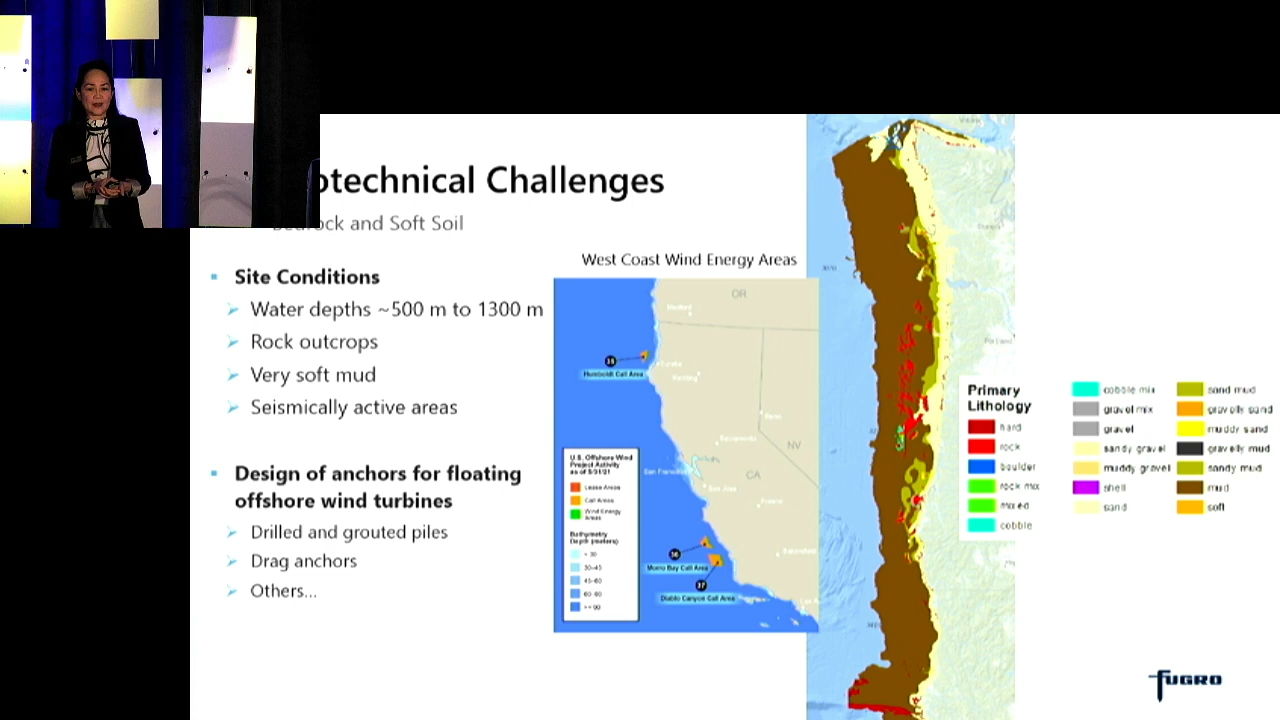 otechnical Challenges
Bedrock and Soft Soil
Site Conditions
Water depths ~500 m to 1300 m
Rock outcrops
Very soft mud
Seismically active areas
Design of anchors for floating
offshore wind turbines
Drilled and grouted piles
Drag anchors
Others...
West Coast Wind Energy Areas
OR
Medford
Eureka
Redding
Humboldt Call Area
Reno
Sacramento
NV
San Francisco
CA
San Jose
Fresno
Bakersfield
Morro Bay Call Area
Diablo Canyon Call Area
U.S. Offshore Wind
Project Activity
as of 5/31/21
Lease Areas
Call Areas
Wind Energy
Areas
Bathymetry
Depth (meters)
< 30
30-45
45-60
60-90
>= 90
Primary
Lithology
hard
rock
boulder
rock mix
mixed
cobble
cobble mix
gravel mix
gravel
sandy gravel
muddy gravel
shell
sand
sand mud
gravelly sand
muddy sand
gravelly mud
sandy mud
mud
soft
FUGRO